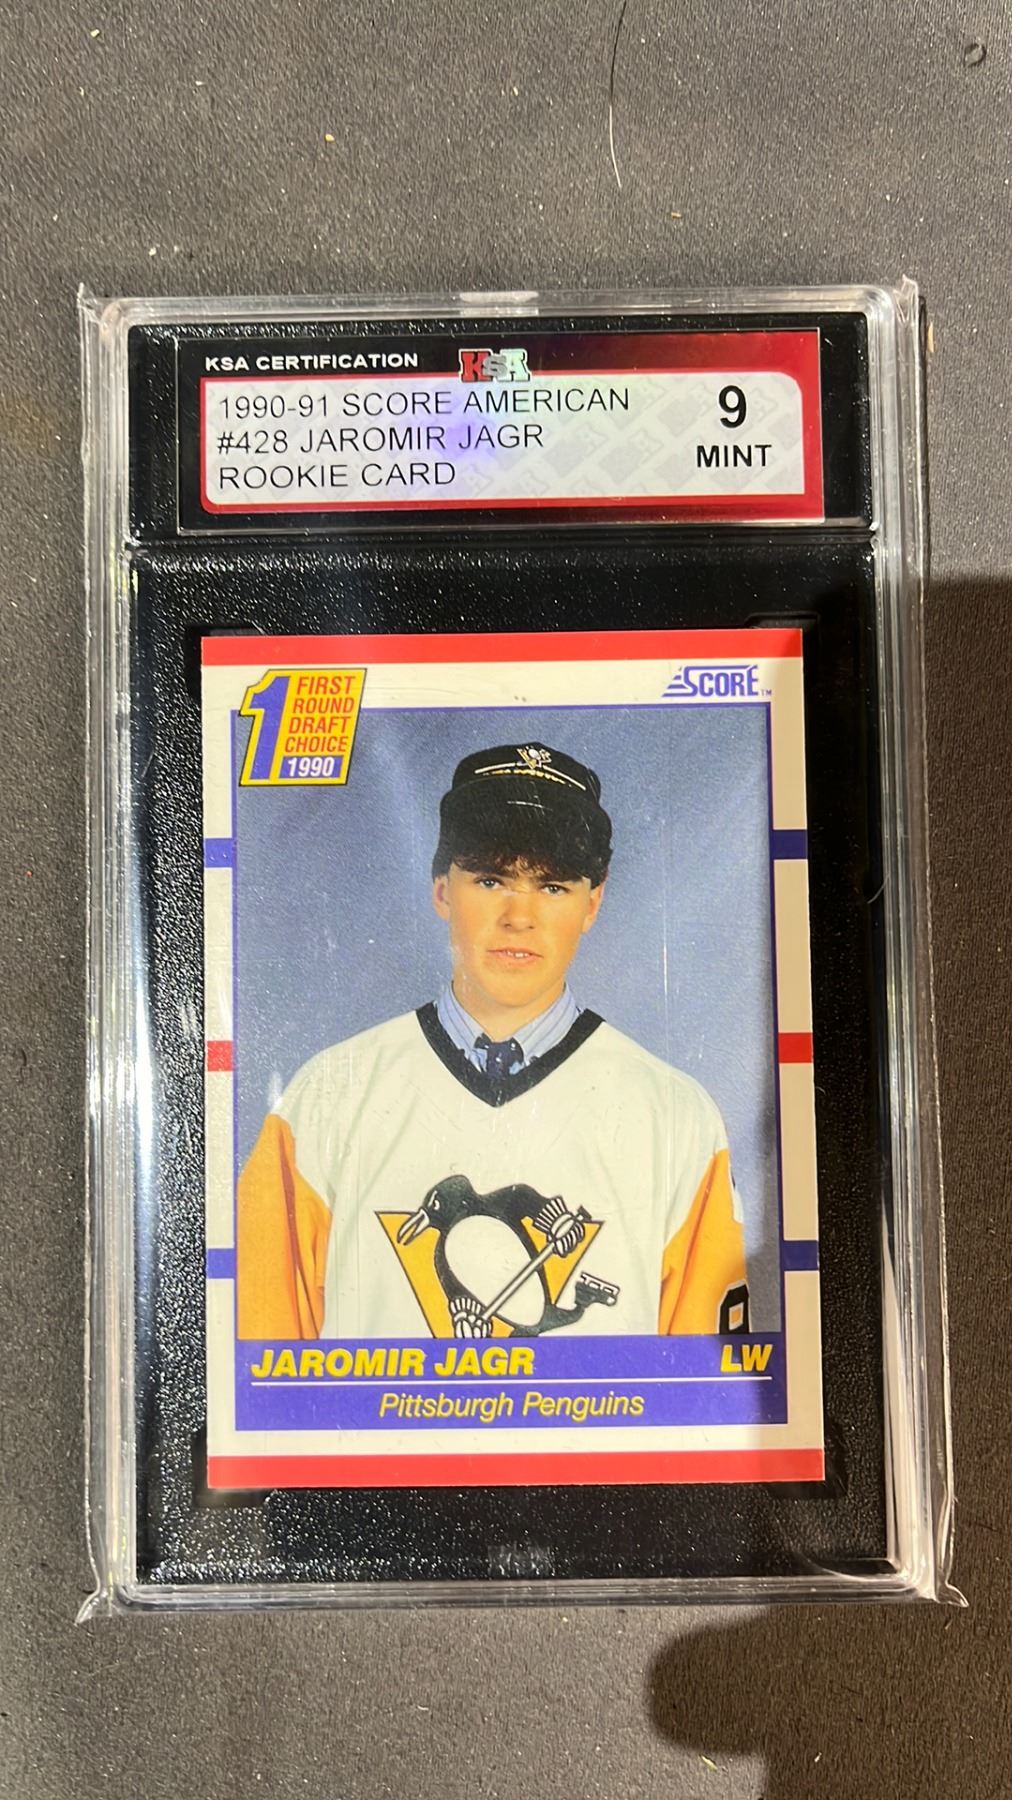 KSA CERTIFICATION
KSA
1990-91 SCORE AMERICAN
#428 JAROMIR JAGR
ROOKIE CARD
9
MINT
1 FIRST
ROUND
DRAFT
CHOICE
1990
SCORE™
JAROMIR JAGR LW
Pittsburgh Penguins